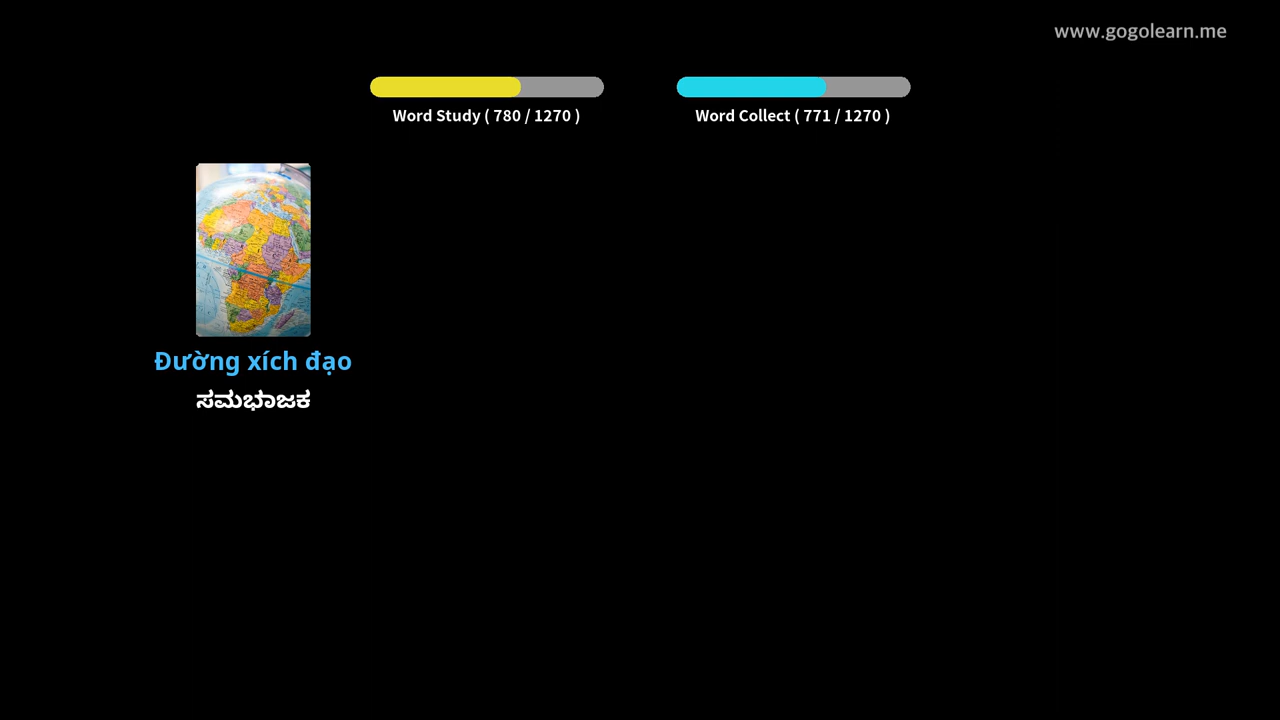 www.gogolearn.me
Word Study ( 780 / 1270 )
Word Collect ( 771 / 1270 )
Đường xích đạo
ಸಮಭಾಜಕ